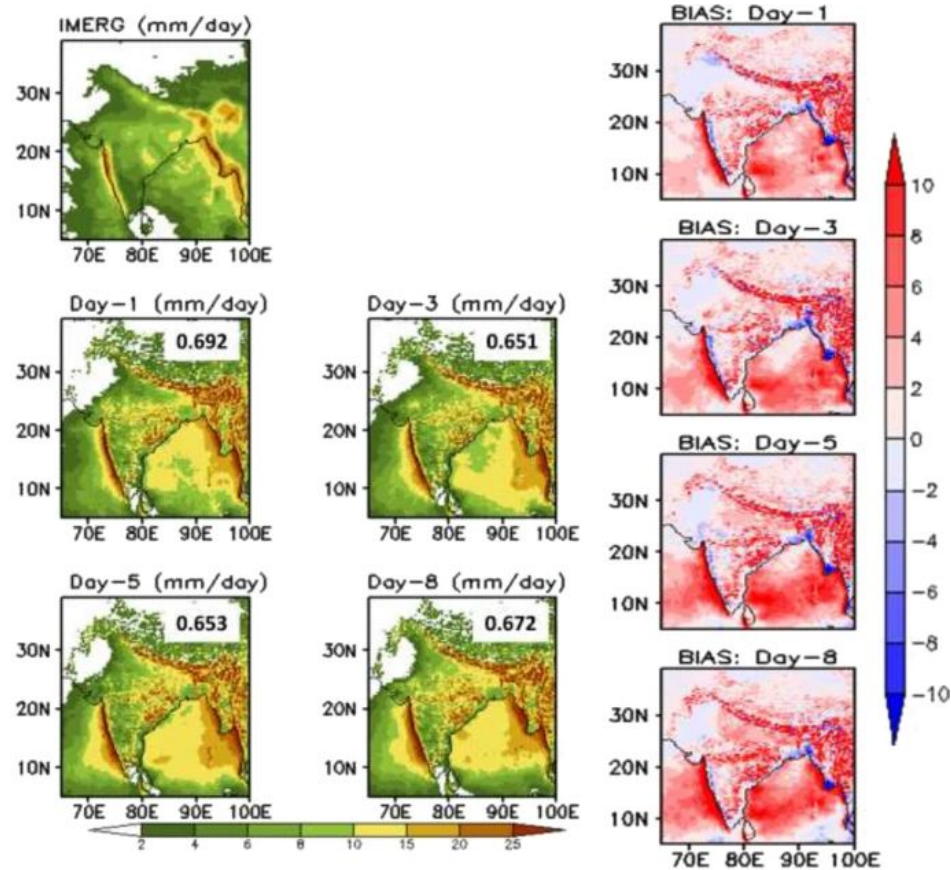 IMERG (mm/day)
30N
20N
10N
70E 80E 90E 100E
Day-1 (mm/day)
0.692
30N
20N
10N
70E 80E 90E 100E
Day-3 (mm/day)
0.651
30N
20N
10N
70E 80E 90E 100E
Day-5 (mm/day)
0.653
30N
20N
10N
70E 80E 90E 100E
Day-8 (mm/day)
0.672
30N
20N
10N
70E 80E 90E 100E
2 4 6 8 10 15 20 25
BIAS: Day-1
30N
20N
10N
BIAS: Day-3
30N
20N
10N
BIAS: Day-5
30N
20N
10N
BIAS: Day-8
30N
20N
10N
70E 80E 90E 100E
10
8
6
4
2
0
-2
-4
-6
-8
-10